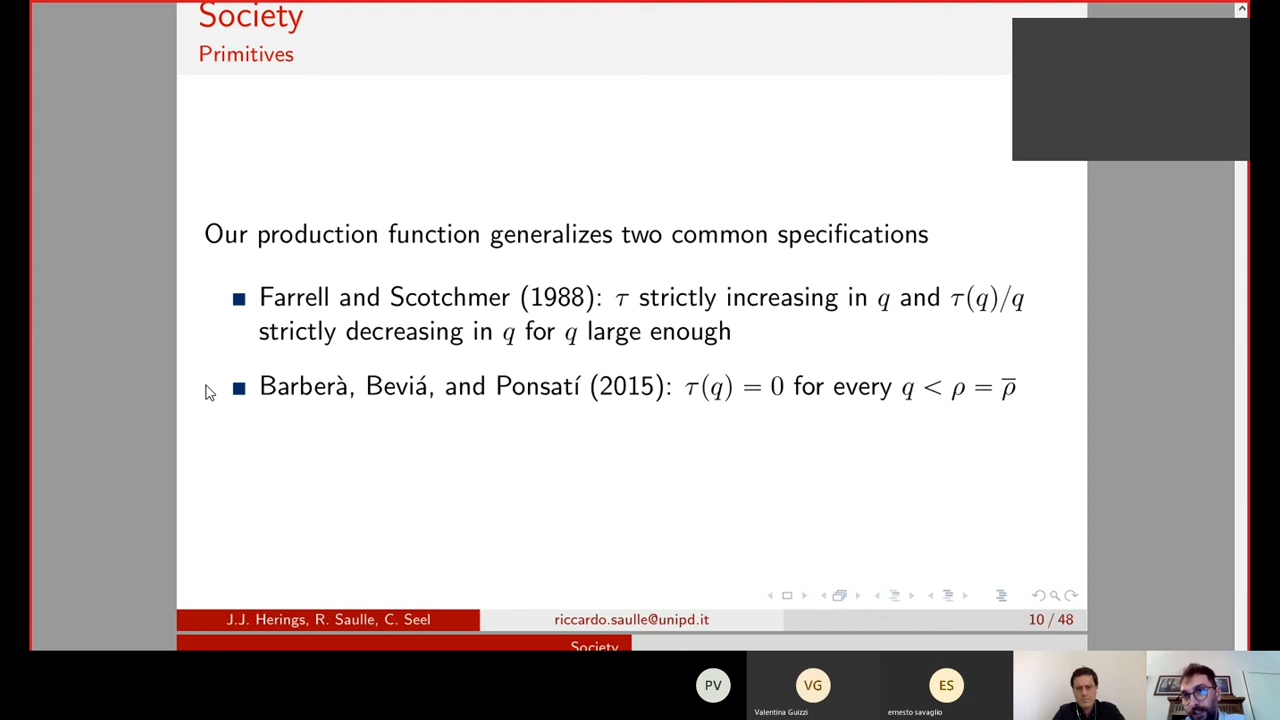 Society
Primitives
Our production function generalizes two common specifications
Farrell and Scotchmer (1988): τ strictly increasing in q and τ(q)/q
strictly decreasing in q for q large enough
Barberà, Beviá, and Ponsatí (2015): τ(q) = 0 for every q < ρ = ρ̅
J.J. Herings, R. Saulle, C. Seel
riccardo.saulle@unipd.it
10 / 48
Society
PV
VG
ES
Valentina Guizzi
ernesto savaglio